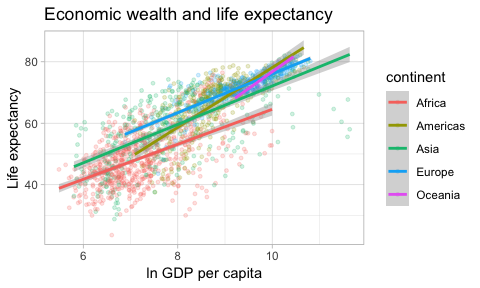 Economic wealth and life expectancy
80
60
40
Life expectancy
6
8
10
ln GDP per capita
continent
Africa
Americas
Asia
Europe
Oceania